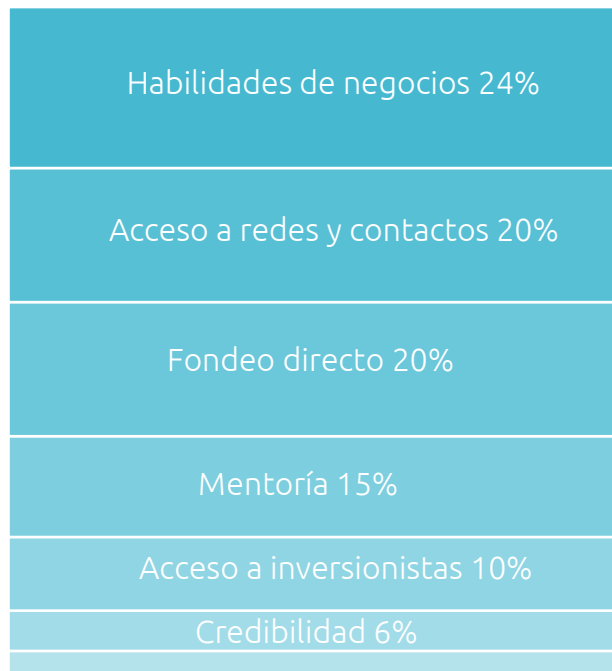 Habilidades de negocios 24%
Acceso a redes y contactos 20%
Fondeo directo 20%
Mentoría 15%
Acceso a inversionistas 10%
Credibilidad 6%